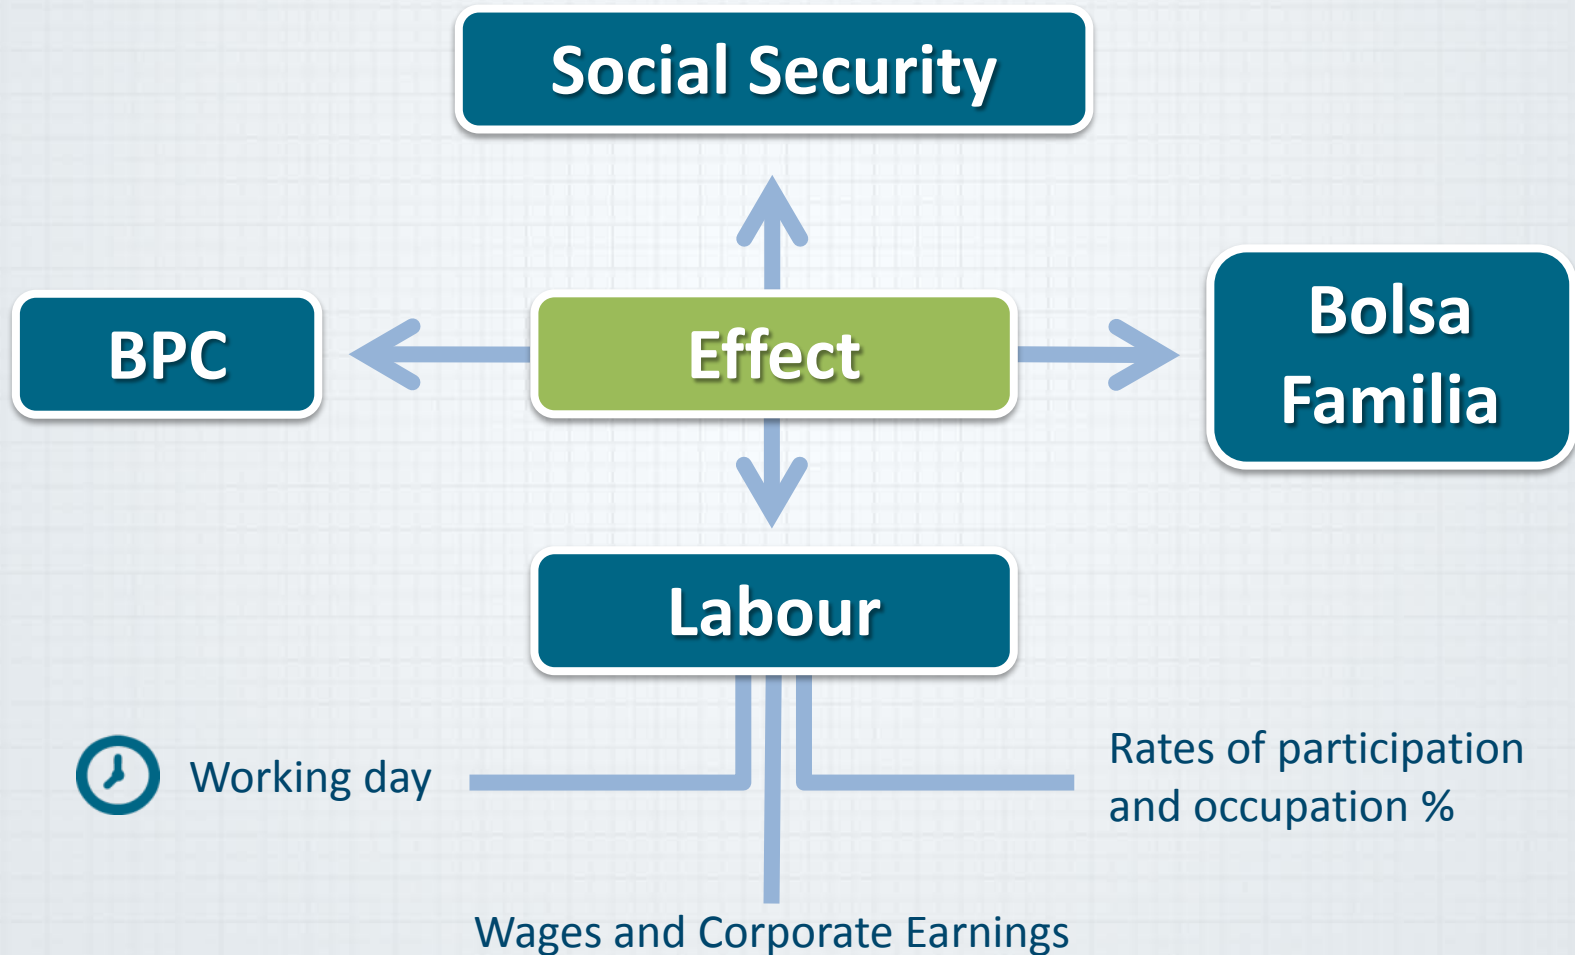 Social Security
BPC
Effect
Bolsa
Familia
Labour
Working day
Rates of participation
and occupation %
Wages and Corporate Earnings